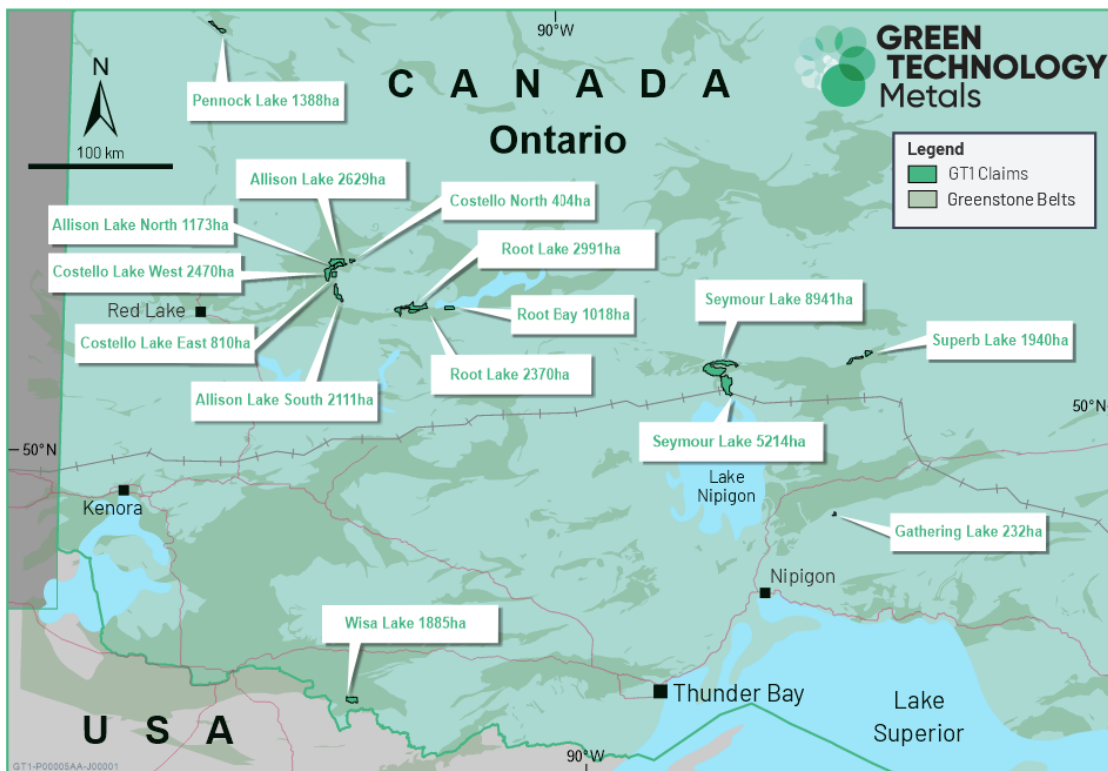 90°W
GREEN
TECHNOLOGY
Metals
N
C A N A D A
Pennock Lake 1388ha
Ontario
100 km
Legend
GT1 Claims
Greenstone Belts
Allison Lake 2629ha
Costello North 404ha
Allison Lake North 1173ha
Root Lake 2991ha
Costello Lake West 2470ha
Seymour Lake 8941ha
Red Lake
Root Bay 1018ha
Superb Lake 1940ha
Costello Lake East 810ha
Root Lake 2370ha
Allison Lake South 2111ha
50°N
Seymour Lake 5214ha
50°N
Lake
Nipigon
Kenora
Gathering Lake 232ha
Nipigon
Wisa Lake 1885ha
Thunder Bay
Lake
Superior
U S A
90°W
GT1-P00005AA-J00001